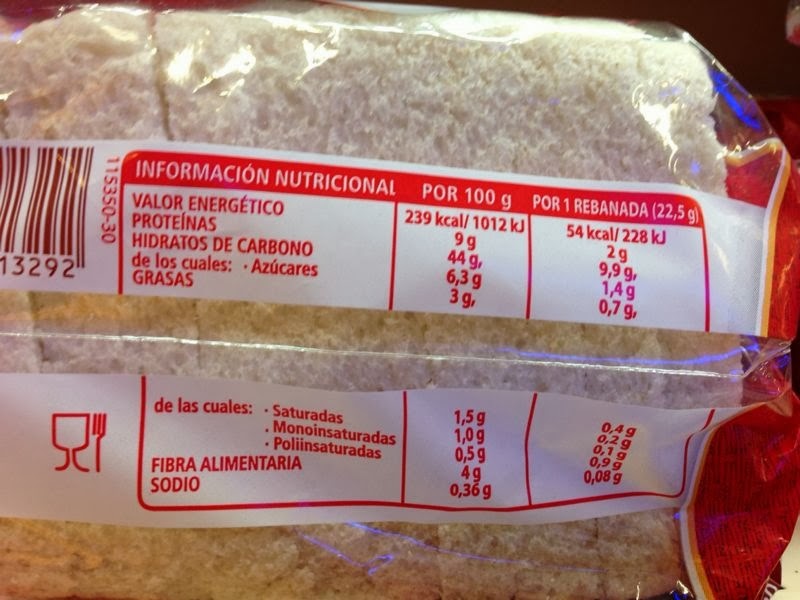 115350-30
13292
INFORMACIÓN NUTRICIONAL POR 100 g POR 1 REBANADA (22,5 g)
VALOR ENERGÉTICO 239 kcal/ 1012 kJ 54 kcal/ 228 kJ
PROTEÍNAS 9 g 2 g
HIDRATOS DE CARBONO 44 g, 9,9 g,
de los cuales: · Azúcares 6,3 g 1,4 g
GRASAS 3 g, 0,7 g,
de las cuales: · Saturadas 1,5 g 0,4 g
· Monoinsaturadas 1,0 g 0,2 g
· Poliinsaturadas 0,5 g 0,1 g
FIBRA ALIMENTARIA 4 g 0,9 g
SODIO 0,36 g 0,08 g